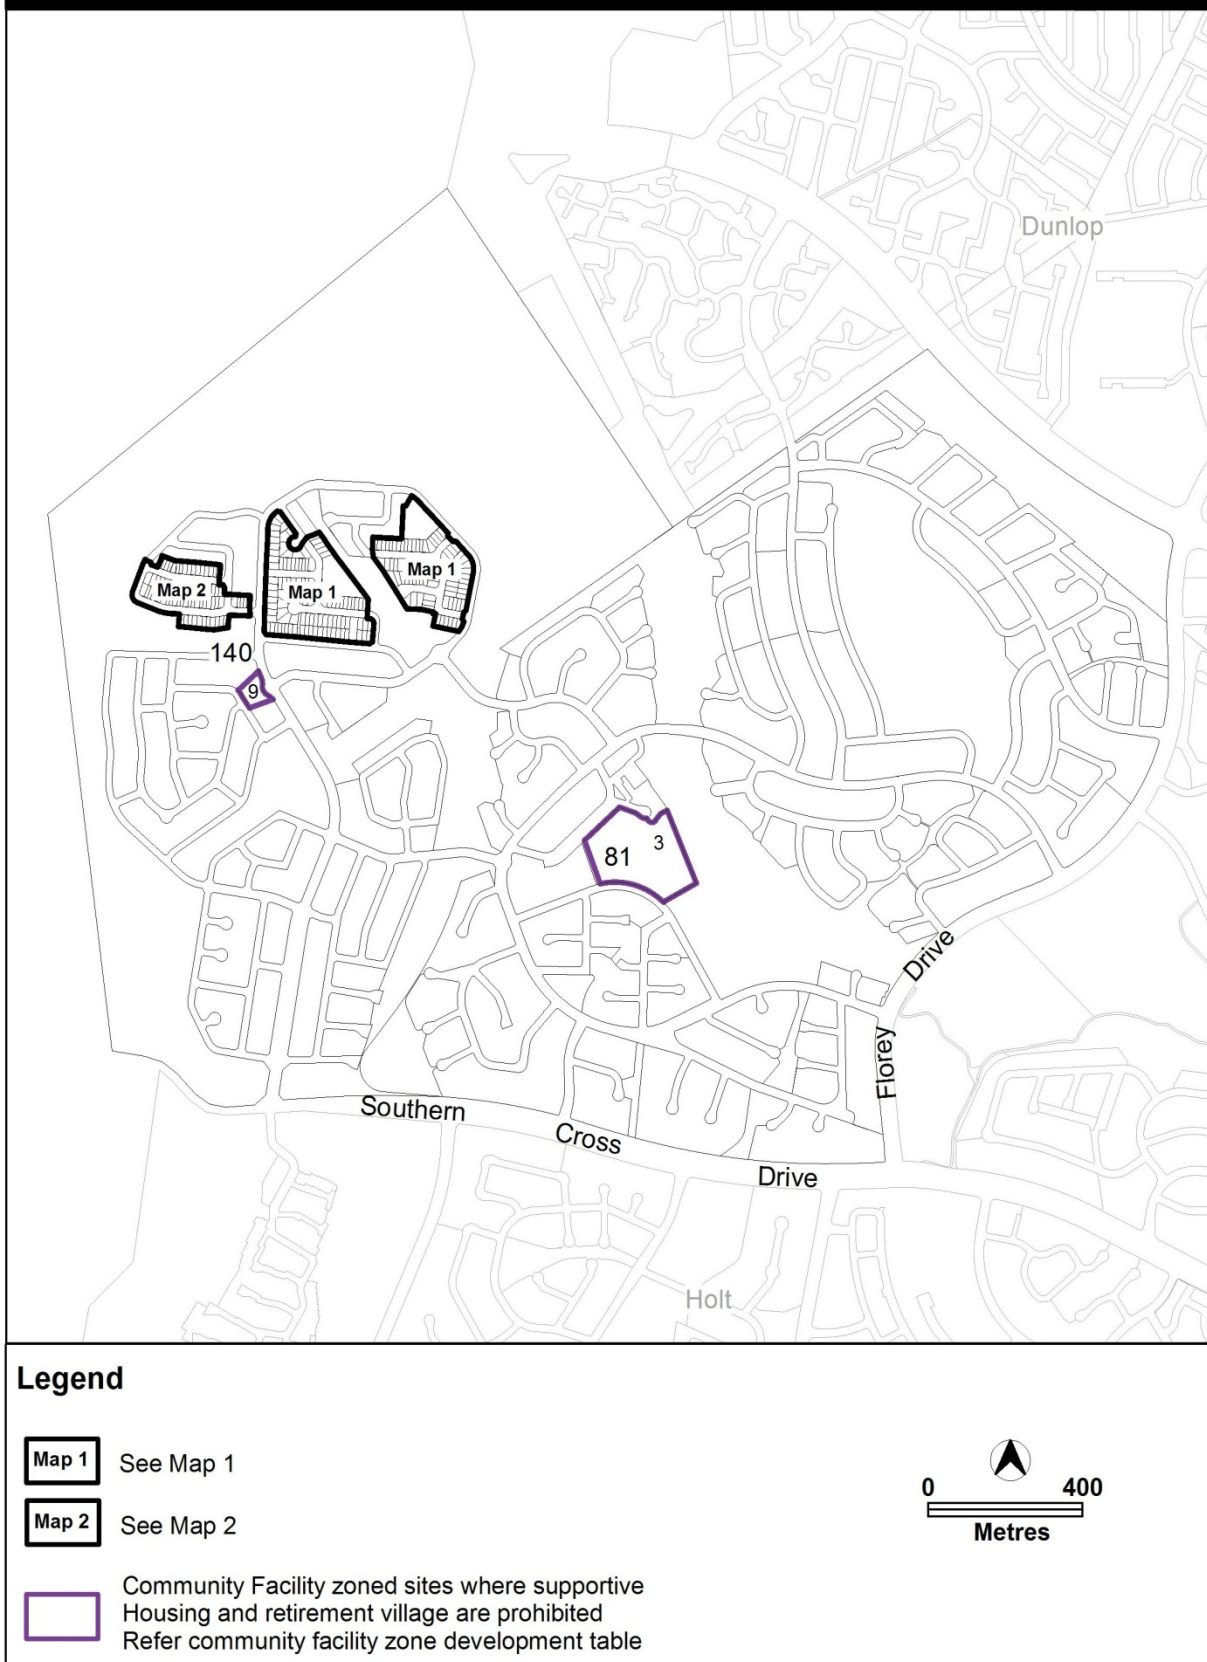 Dunlop
Map 1
Map 2
Map 1
140
9
3
81
Drive
Florey
Southern
Cross
Drive
Holt
Legend
Map 1 See Map 1
0 400
Map 2 See Map 2
Metres
Community Facility zoned sites where supportive
Housing and retirement village are prohibited
Refer community facility zone development table